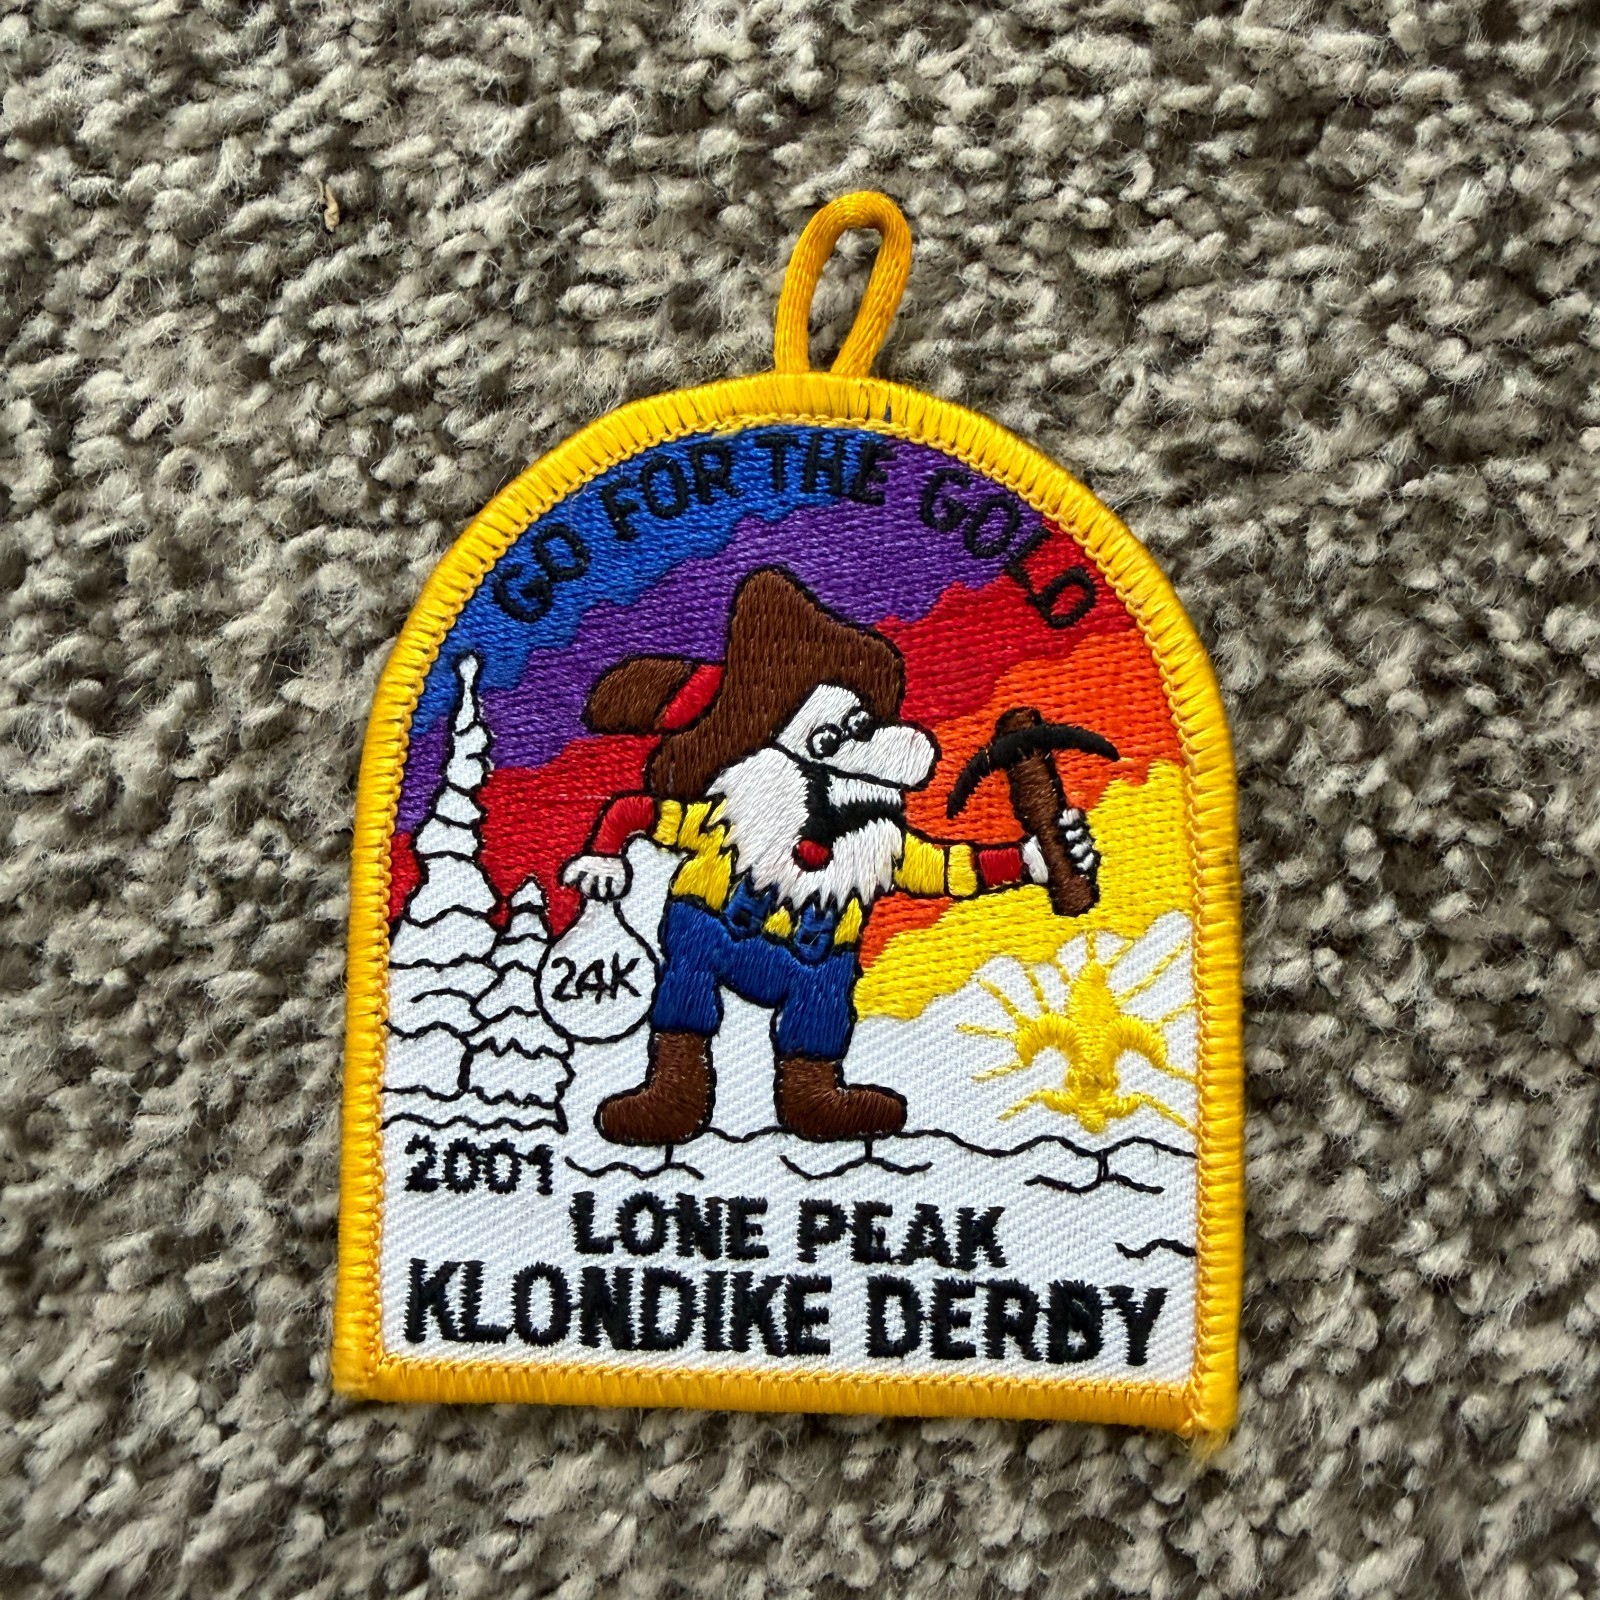 GO FOR THE GOLD
24K
2001
LONE PEAK
KLONDIKE DERBY